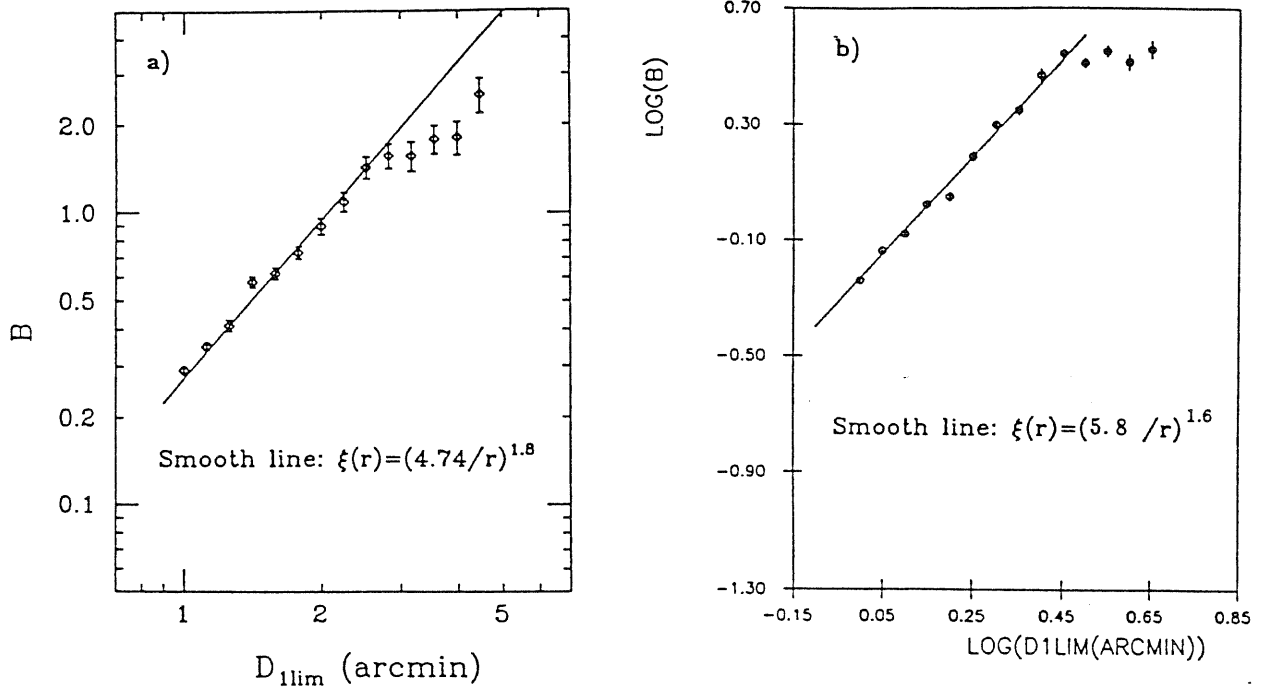 a)
B
2.0
1.0
0.5
0.2
0.1
Smooth line: ξ(r)=(4.74/r)^1.8
1 2 5
D_1lim (arcmin)
b)
LOG(B)
0.70
0.30
-0.10
-0.50
-0.90
-1.30
Smooth line: ξ(r)=(5.8 /r)^1.6
-0.15 0.05 0.25 0.45 0.65 0.85
LOG(D1LIM(ARCMIN))